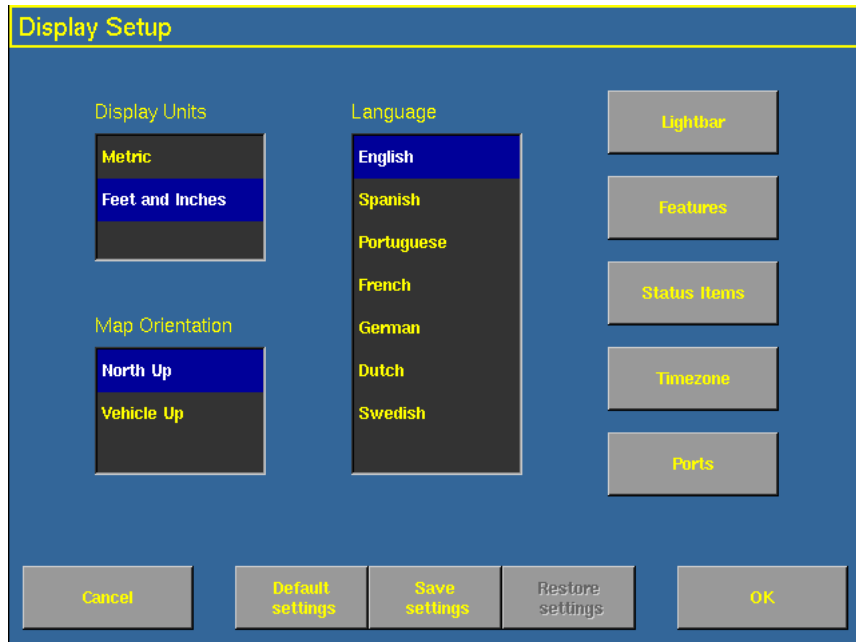 Display Setup
Display Units
Metric
Feet and Inches
Map Orientation
North Up
Vehicle Up
Language
English
Spanish
Portuguese
French
German
Dutch
Swedish
Lightbar
Features
Status Items
Timezone
Ports
Cancel
Default
settings
Save
settings
Restore
settings
OK